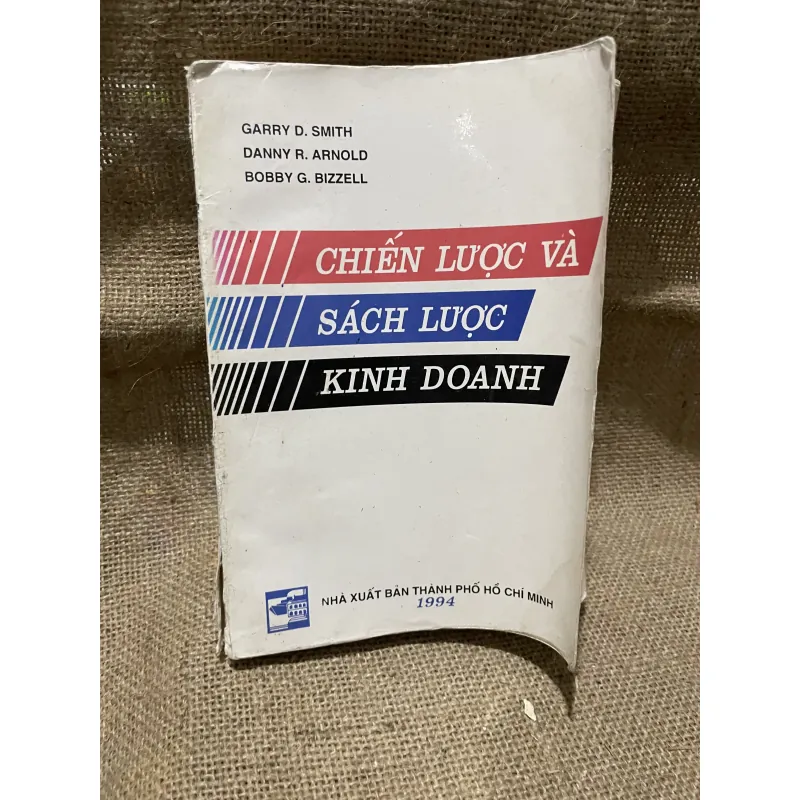 GARRY D. SMITH
DANNY R. ARNOLD
BOBBY G. BIZZELL
CHIẾN LƯỢC VÀ
SÁCH LƯỢC
KINH DOANH
NHÀ XUẤT BẢN THÀNH PHỐ HỒ CHÍ MINH
1994